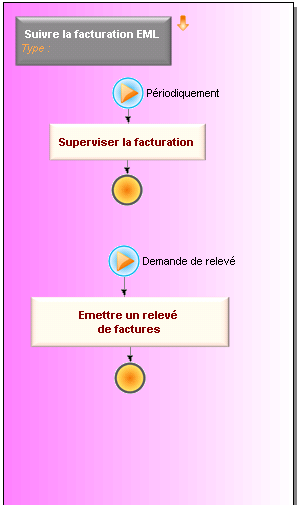 Suivre la facturation EML
Type :
Périodiquement
Superviser la facturation
Demande de relevé
Emettre un relevé
de factures